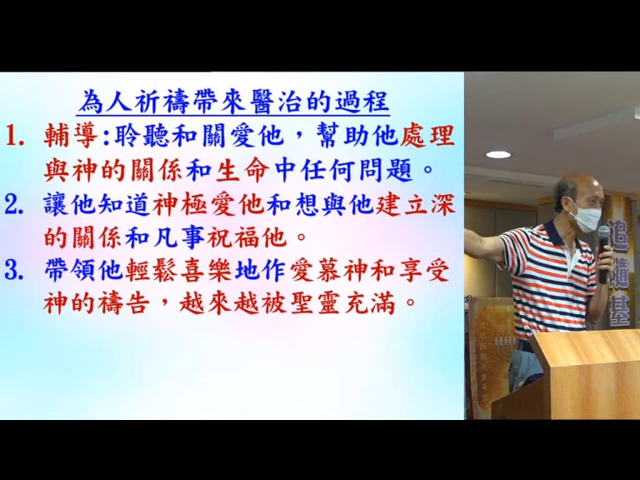 為人祈禱帶來醫治的過程
1. 輔導:聆聽和關愛他，幫助他處理
與神的關係和生命中任何問題。
2. 讓他知道神極愛他和想與他建立深
的關係和凡事祝福他。
3. 帶領他輕鬆喜樂地作愛慕神和享受
神的禱告，越來越被聖靈充滿。
追隨基